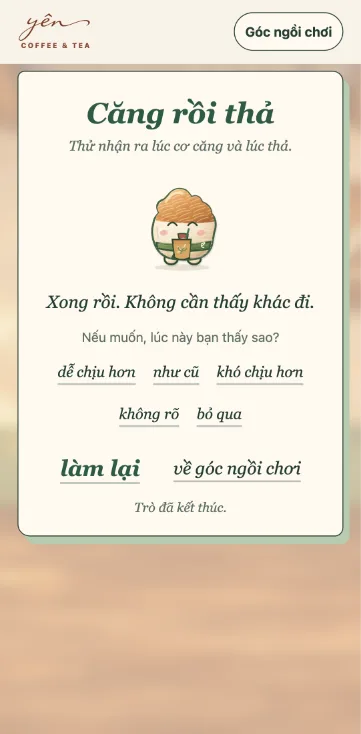 yên
COFFEE & TEA
Góc ngồi chơi
Căng rồi thả
Thử nhận ra lúc cơ căng và lúc thả.
Xong rồi. Không cần thấy khác đi.
Nếu muốn, lúc này bạn thấy sao?
dễ chịu hơn như cũ khó chịu hơn
không rõ bỏ qua
làm lại về góc ngồi chơi
Trò đã kết thúc.